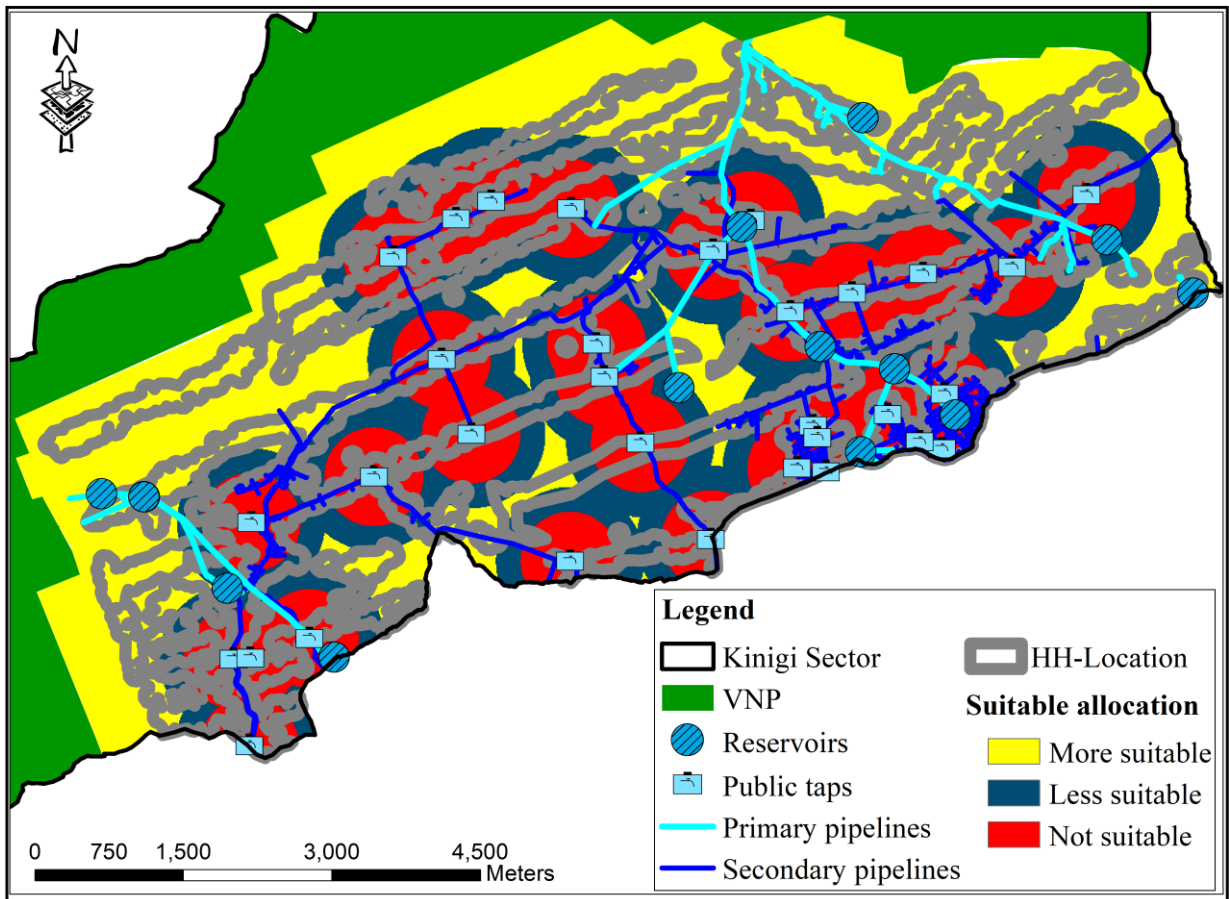 N
Legend
Kinigi Sector
VNP
Reservoirs
Public taps
Primary pipelines
Secondary pipelines
HH-Location
Suitable allocation
More suitable
Less suitable
Not suitable
0 750 1,500 3,000 4,500
Meters